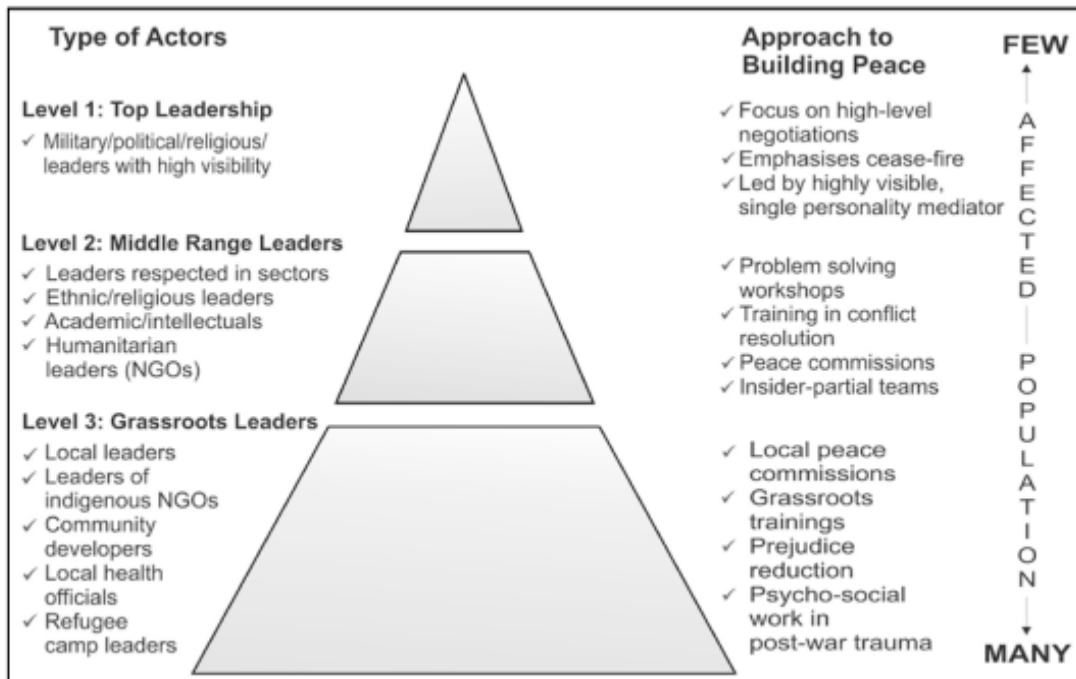 Type of Actors
Level 1: Top Leadership
✓ Military/political/religious/
leaders with high visibility
Level 2: Middle Range Leaders
✓ Leaders respected in sectors
✓ Ethnic/religious leaders
✓ Academic/intellectuals
✓ Humanitarian
leaders (NGOs)
Level 3: Grassroots Leaders
✓ Local leaders
✓ Leaders of
indigenous NGOs
✓ Community
developers
✓ Local health
officials
✓ Refugee
camp leaders
Approach to
Building Peace
✓ Focus on high-level
negotiations
✓ Emphasises cease-fire
✓ Led by highly visible,
single personality mediator
✓ Problem solving
workshops
✓ Training in conflict
resolution
✓ Peace commissions
✓ Insider-partial teams
✓ Local peace
commissions
✓ Grassroots
trainings
✓ Prejudice
reduction
✓ Psycho-social
work in
post-war trauma
FEW
AFFECTED POPULATION
MANY